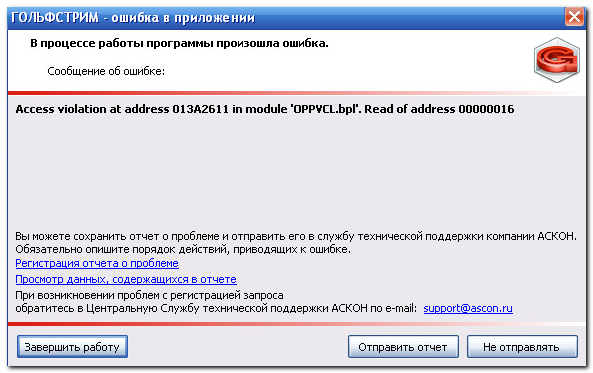 ГОЛЬФСТРИМ - ошибка в приложении
В процессе работы программы произошла ошибка.
Сообщение об ошибке:
G
Access violation at address 013A2611 in module 'OPPVCL.bpl'. Read of address 00000016
Вы можете сохранить отчет о проблеме и отправить его в службу технической поддержки компании АСКОН.
Обязательно опишите порядок действий, приводящих к ошибке.
Регистрация отчета о проблеме
Просмотр данных, содержащихся в отчете
При возникновении проблем с регистрацией запроса
обратитесь в Центральную Службу технической поддержки АСКОН по e-mail: support@ascon.ru
Завершить работу Отправить отчет Не отправлять